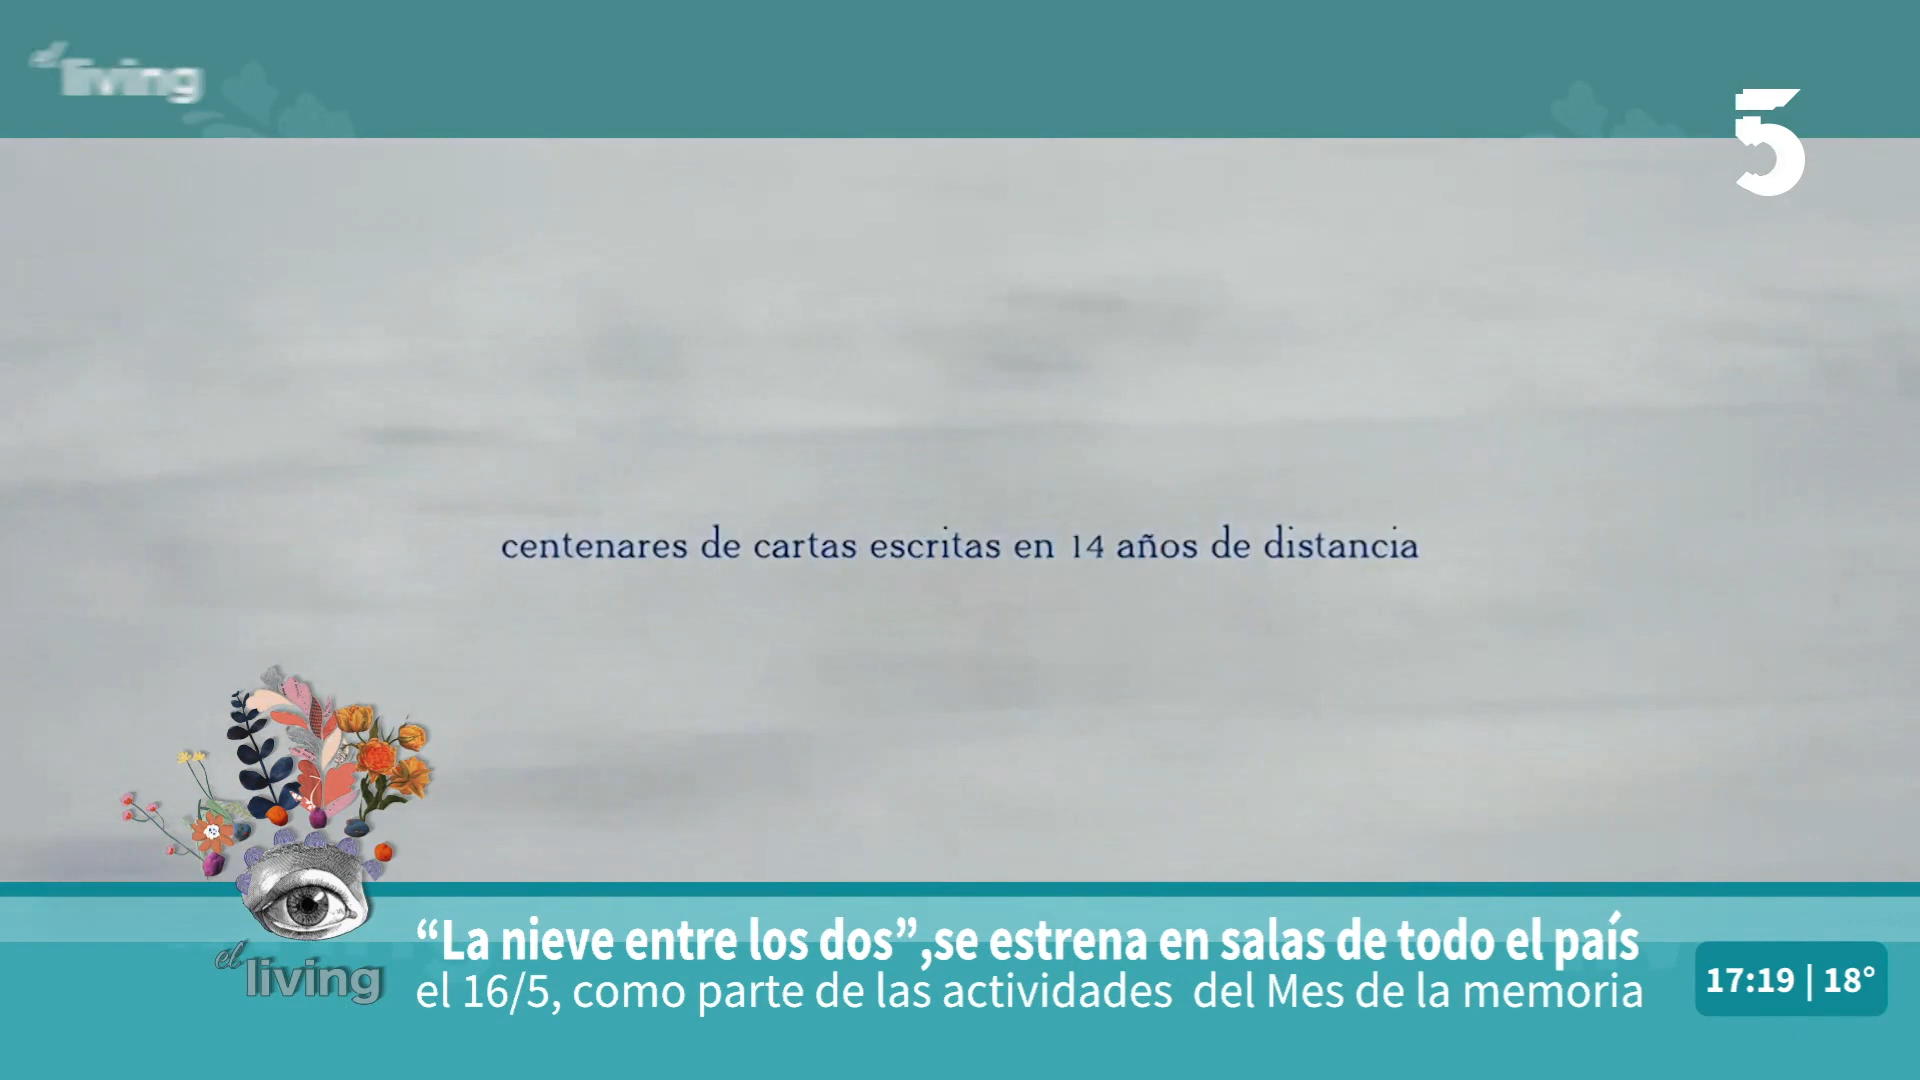 el living
5
centenares de cartas escritas en 14 años de distancia
el living
“La nieve entre los dos”,se estrena en salas de todo el país
el 16/5, como parte de las actividades del Mes de la memoria
17:19 | 18°